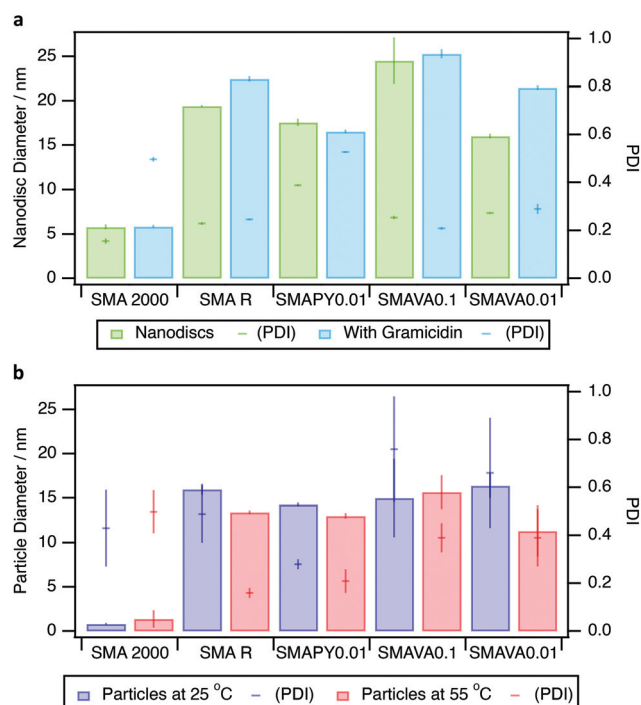 a
Nanodisc Diameter / nm
25
20
15
10
5
0
1.0
0.8
0.6
0.4
0.2
0.0
PDI
SMA 2000 SMA R SMAPY0.01 SMAVA0.1 SMAVA0.01
Nanodiscs (PDI) With Gramicidin (PDI)
b
Particle Diameter / nm
25
20
15
10
5
0
1.0
0.8
0.6
0.4
0.2
0.0
PDI
SMA 2000 SMA R SMAPY0.01 SMAVA0.1 SMAVA0.01
Particles at 25 °C (PDI) Particles at 55 °C (PDI)